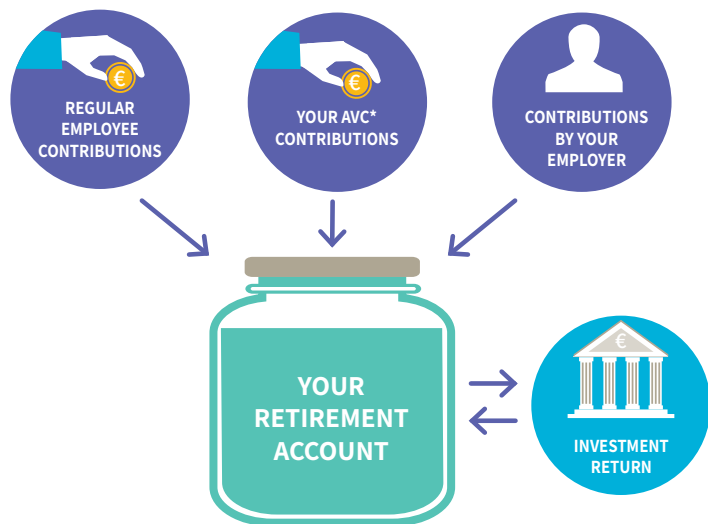 €
REGULAR
EMPLOYEE
CONTRIBUTIONS
€
YOUR AVC*
CONTRIBUTIONS
CONTRIBUTIONS
BY YOUR
EMPLOYER
YOUR
RETIREMENT
ACCOUNT
€
INVESTMENT
RETURN